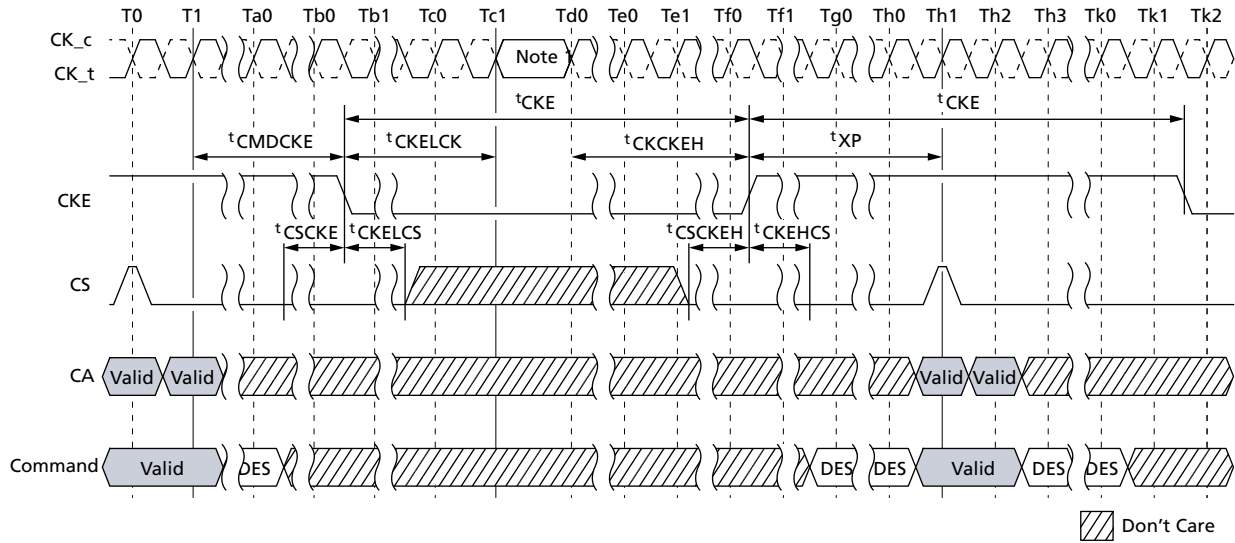 T0 T1 Ta0 Tb0 Tb1 Tc0 Tc1 Td0 Te0 Te1 Tf0 Tf1 Tg0 Th0 Th1 Th2 Th3 Tk0 Tk1 Tk2
CK_c
CK_t
Note 1
tCKE tCKE
tCMDCKE tCKELCK tCKCKEH tXP
CKE
tCSCKE tCKELCS tCSCKEH tCKEHCS
CS
CA Valid Valid Valid Valid
Command Valid DES DES DES Valid DES DES
Don't Care